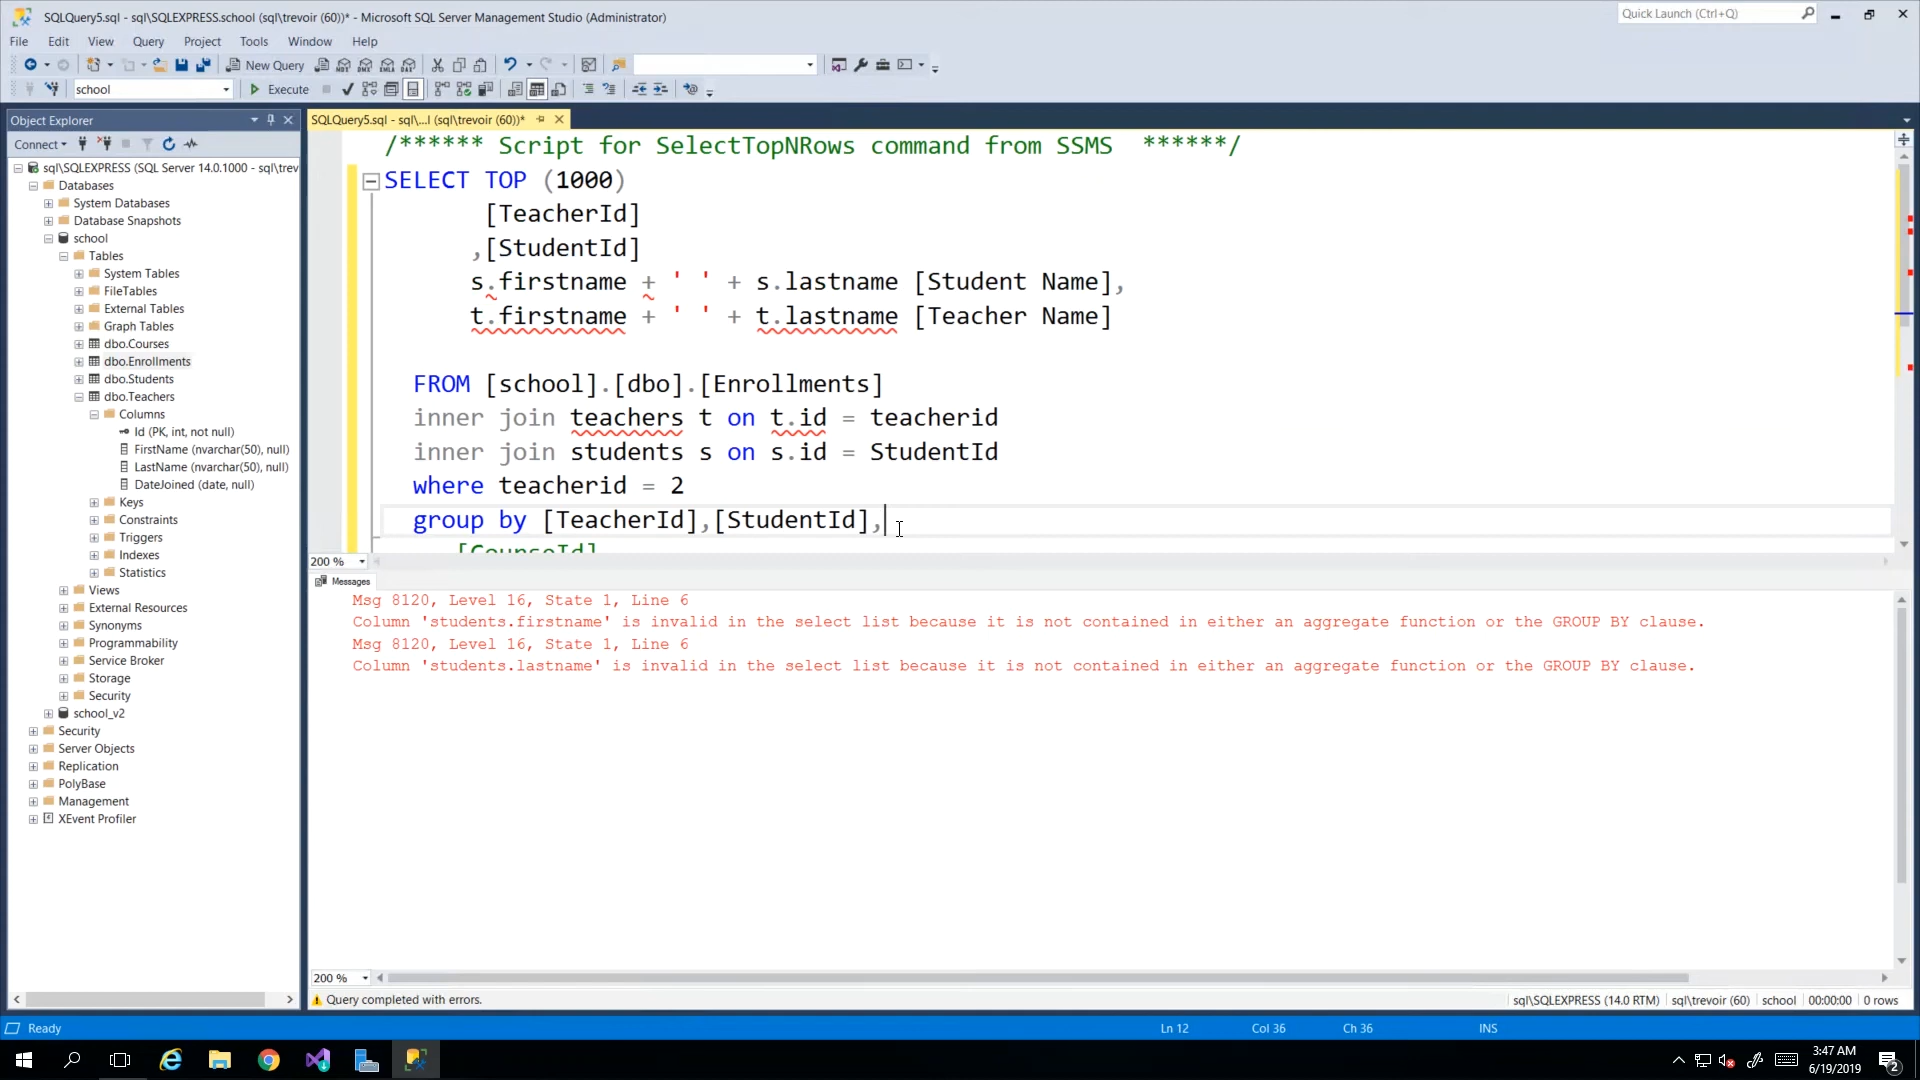 SQLQuery5.sql - sql\SQLEXPRESS.school (sql\trevoir (60))* - Microsoft SQL Server Management Studio (Administrator)
Quick Launch (Ctrl+Q)
File Edit View Query Project Tools Window Help
New Query
school Execute
Object Explorer
SQLQuery5.sql - sql\...l (sql\trevoir (60))*
Connect
sql\SQLEXPRESS (SQL Server 14.0.1000 - sql\trev
Databases
System Databases
Database Snapshots
school
Tables
System Tables
FileTables
External Tables
Graph Tables
dbo.Courses
dbo.Enrollments
dbo.Students
dbo.Teachers
Columns
Id (PK, int, not null)
FirstName (nvarchar(50), null)
LastName (nvarchar(50), null)
DateJoined (date, null)
Keys
Constraints
Triggers
Indexes
Statistics
Views
External Resources
Synonyms
Programmability
Service Broker
Storage
Security
school_v2
Security
Server Objects
Replication
PolyBase
Management
XEvent Profiler
/****** Script for SelectTopNRows command from SSMS ******/
SELECT TOP (1000)
[TeacherId]
,[StudentId]
s.firstname + ' ' + s.lastname [Student Name],
t.firstname + ' ' + t.lastname [Teacher Name]
FROM [school].[dbo].[Enrollments]
inner join teachers t on t.id = teacherid
inner join students s on s.id = StudentId
where teacherid = 2
group by [TeacherId],[StudentId],
[CourseId]
200 %
Messages
Msg 8120, Level 16, State 1, Line 6
Column 'students.firstname' is invalid in the select list because it is not contained in either an aggregate function or the GROUP BY clause.
Msg 8120, Level 16, State 1, Line 6
Column 'students.lastname' is invalid in the select list because it is not contained in either an aggregate function or the GROUP BY clause.
200 %
Query completed with errors.
sql\SQLEXPRESS (14.0 RTM) sql\trevoir (60) school 00:00:00 0 rows
Ready Ln 12 Col 36 Ch 36 INS
3:47 AM
6/19/2019
2